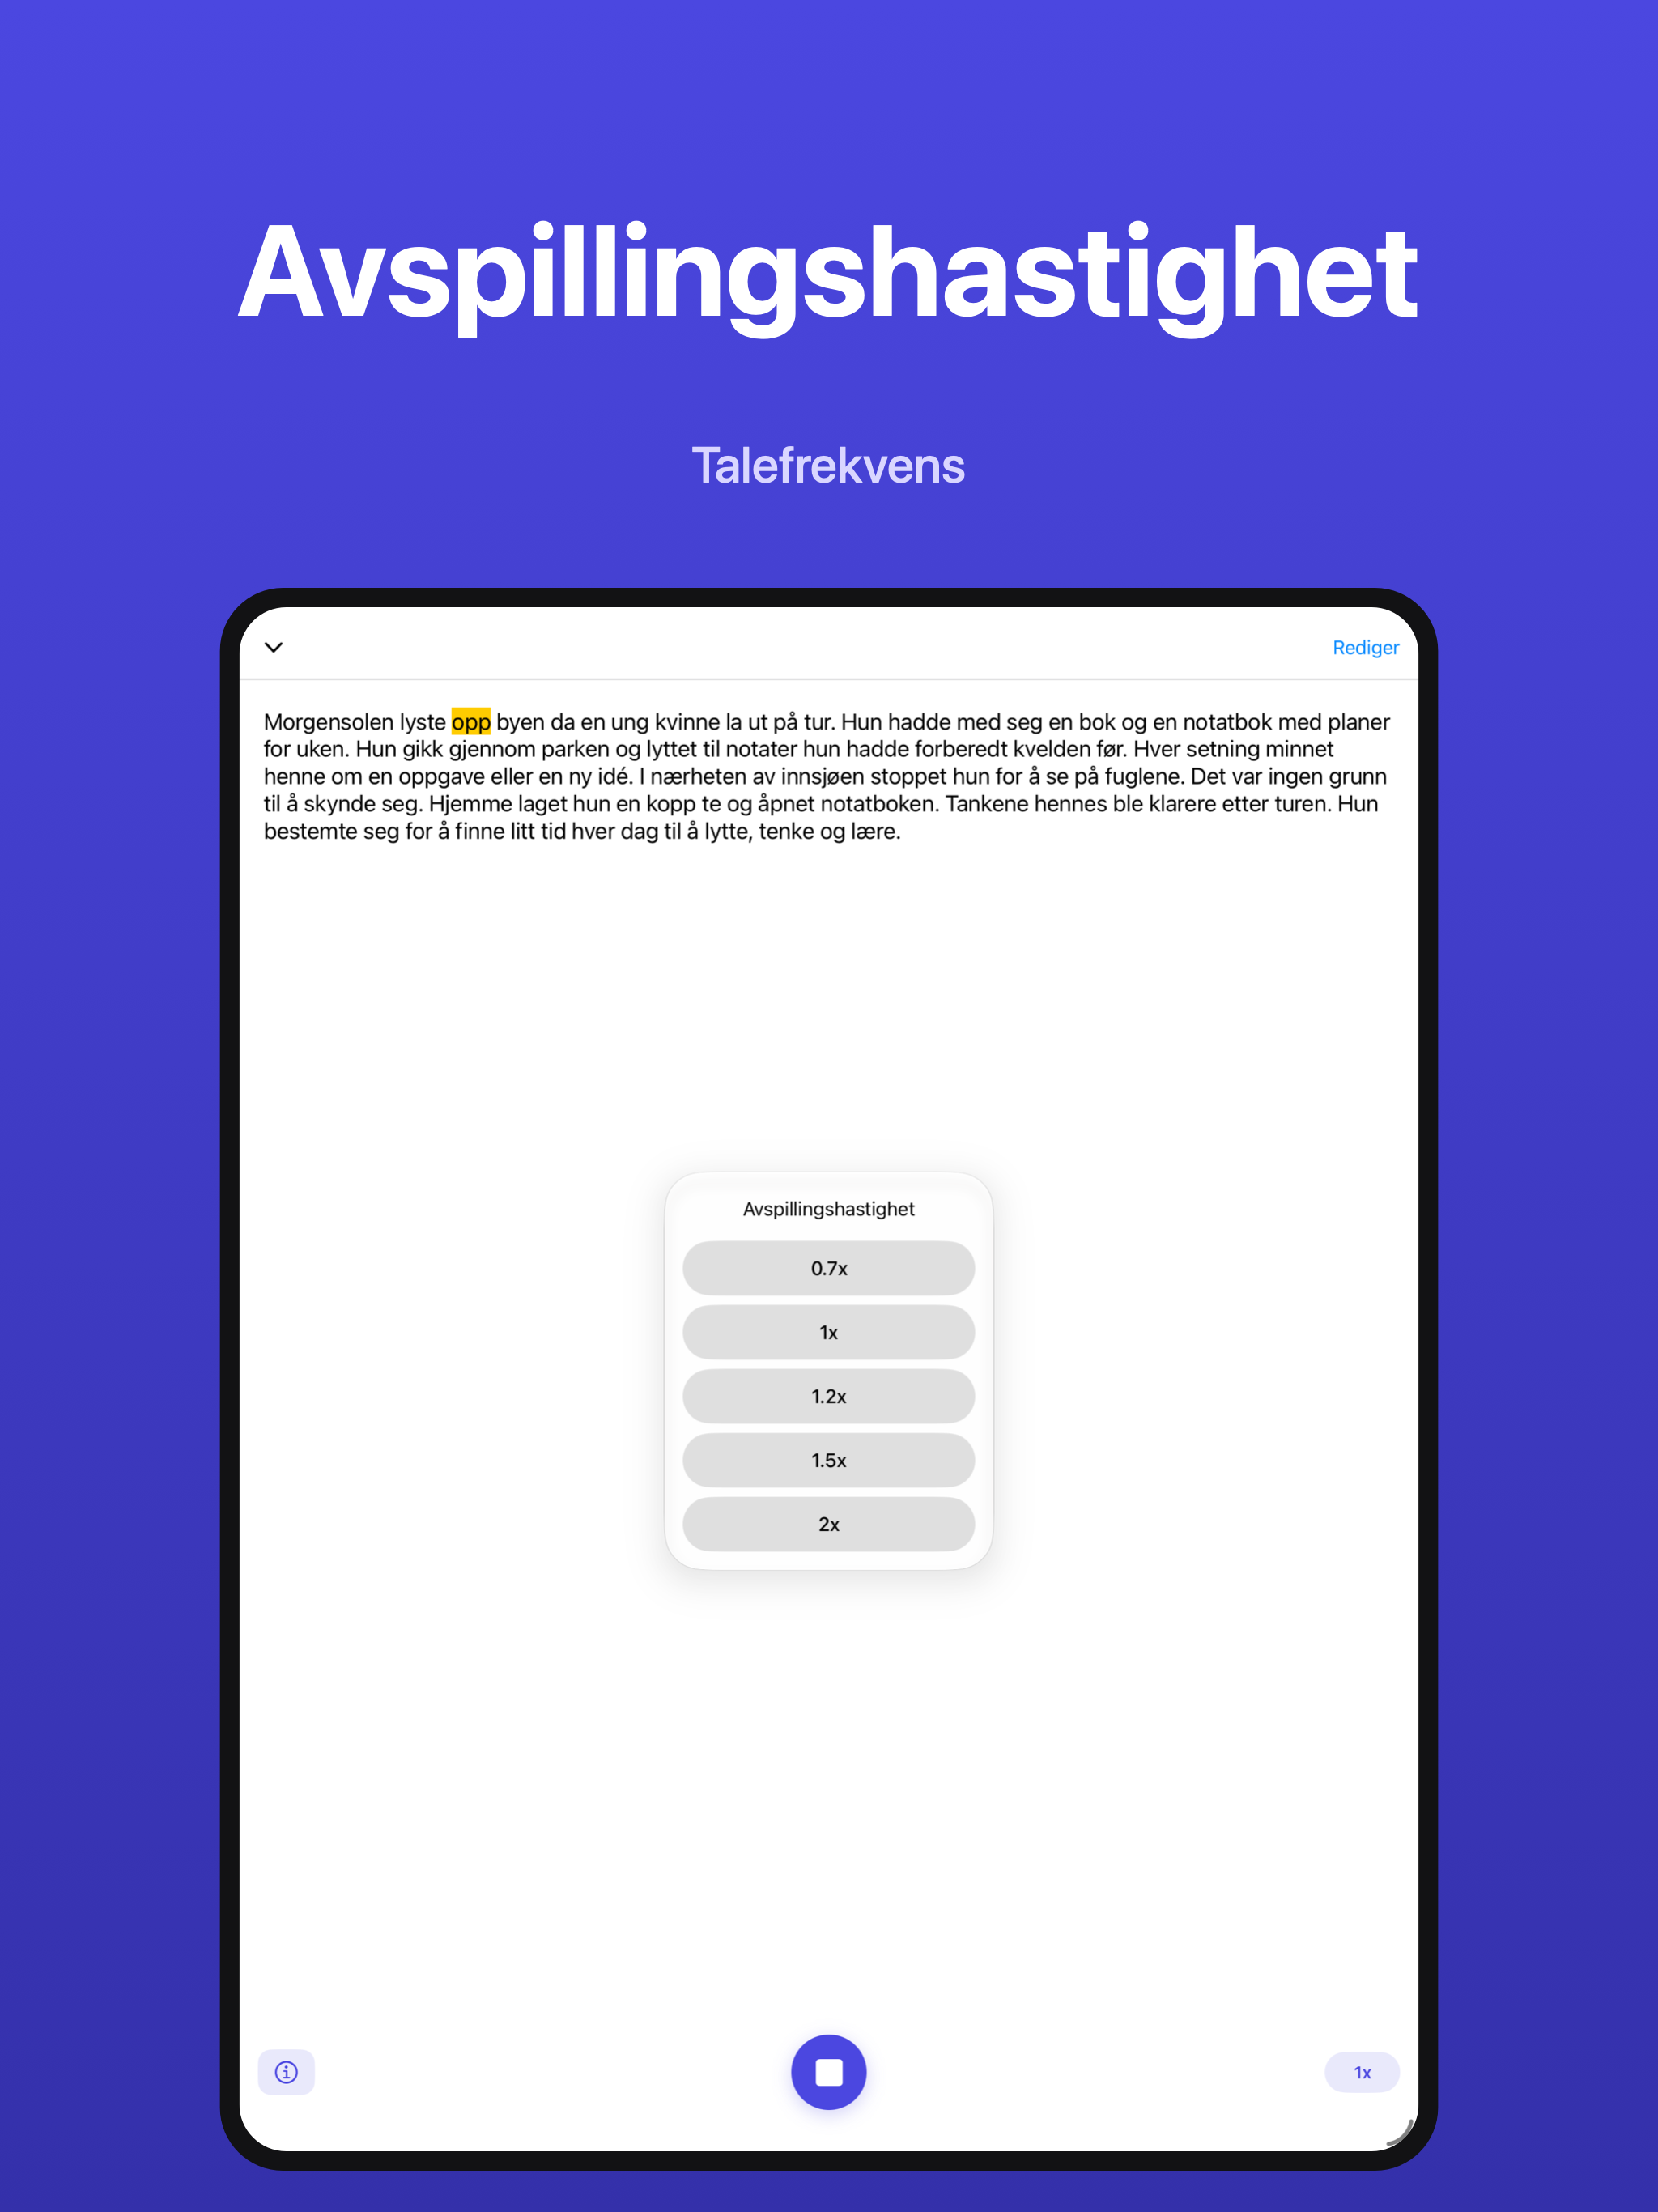 Avspillingshastighet
Talefrekvens
Rediger
Morgensolen lyste opp byen da en ung kvinne la ut på tur. Hun hadde med seg en bok og en notatbok med planer
for uken. Hun gikk gjennom parken og lyttet til notater hun hadde forberedt kvelden før. Hver setning minnet
henne om en oppgave eller en ny idé. I nærheten av innsjøen stoppet hun for å se på fuglene. Det var ingen grunn
til å skynde seg. Hjemme laget hun en kopp te og åpnet notatboken. Tankene hennes ble klarere etter turen. Hun
bestemte seg for å finne litt tid hver dag til å lytte, tenke og lære.
Avspillingshastighet
0.7x
1x
1.2x
1.5x
2x
1x